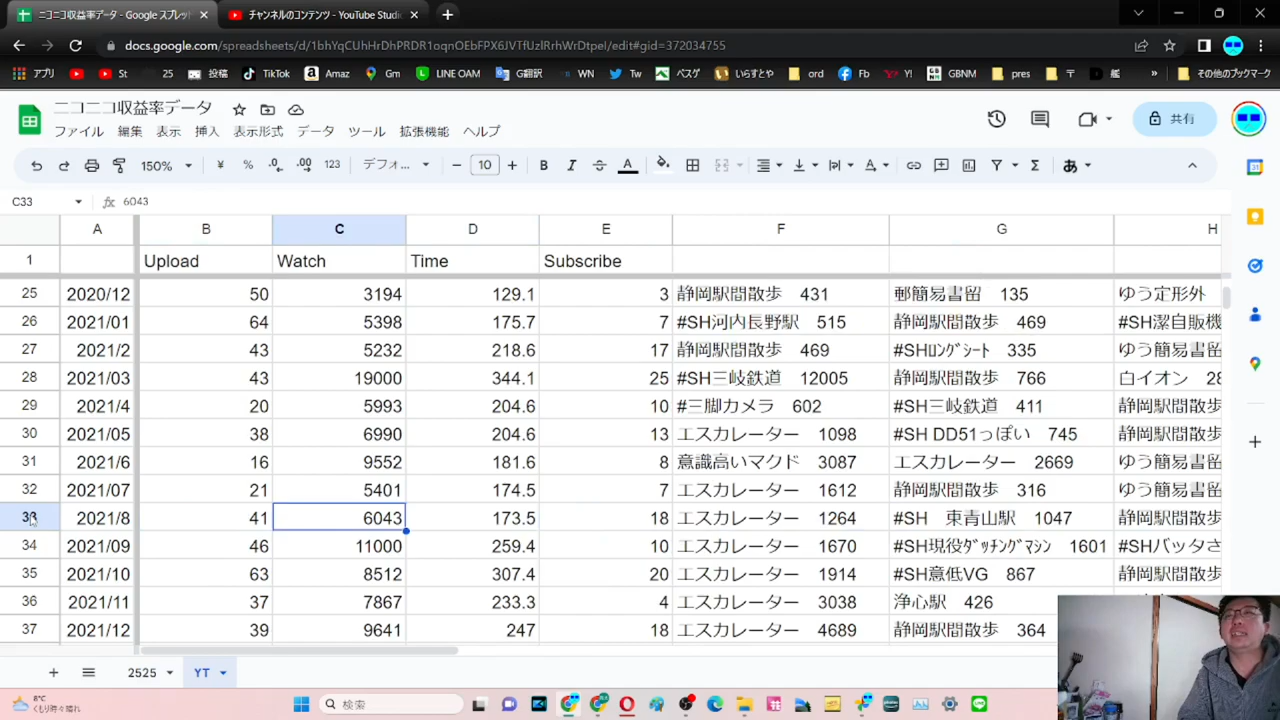 ニコニコ収益率データ - Google スプレッ
チャンネルのコンテンツ - YouTube Studi
docs.google.com/spreadsheets/d/1bhYqCUhHrDhPRDR1oqnOEbFPX6JVTfUzlRrhWrDtpeI/edit#gid=372034755
アプリ St 25 投稿 TikTok Amaz Gm LINE OAM G翻訳 WN Tw ベスゲ いらすとや ord Fb Y! GBNM pres 〒 艦 » その他のブックマーク
ニコニコ収益率データ
ファイル 編集 表示 挿入 表示形式 データ ツール 拡張機能 ヘルプ
共有
150% ¥ % .0 .00 123 デフォ... 10 B I A Σ あ
C33 fx 6043
A B C D E F G H
1 Upload Watch Time Subscribe
25 2020/12 50 3194 129.1 3 静岡駅間散歩 431 郵簡易書留 135 ゆう定形外
26 2021/01 64 5398 175.7 7 #SH河内長野駅 515 静岡駅間散歩 469 #SH潔自販機
27 2021/2 43 5232 218.6 17 静岡駅間散歩 469 #SHﾛﾝｸﾞｼｰﾄ 335 ゆう簡易書留
28 2021/03 43 19000 344.1 25 #SH三岐鉄道 12005 静岡駅間散歩 766 白イオン 28
29 2021/4 20 5993 204.6 10 #三脚カメラ 602 #SH三岐鉄道 411 静岡駅間散歩
30 2021/05 38 6990 204.6 13 エスカレーター 1098 #SH DD51っぽい 745 静岡駅間散歩
31 2021/6 16 9552 181.6 8 意識高いマクド 3087 エスカレーター 2669 ゆう簡易書留
32 2021/07 21 5401 174.5 7 エスカレーター 1612 静岡駅間散歩 316 ゆう簡易書留
33 2021/8 41 6043 173.5 18 エスカレーター 1264 #SH 東青山駅 1047 静岡駅間散歩
34 2021/09 46 11000 259.4 10 エスカレーター 1670 #SH現役ﾀﾞｯﾁﾝｸﾞﾏｼﾝ 1601 #SHバッタさ
35 2021/10 63 8512 307.4 20 エスカレーター 1914 #SH意低VG 867 静岡駅間散歩
36 2021/11 37 7867 233.3 4 エスカレーター 3038 浄心駅 426
37 2021/12 39 9641 247 18 エスカレーター 4689 静岡駅間散歩 364
2525 YT
8°C
くもり時々晴れ
検索